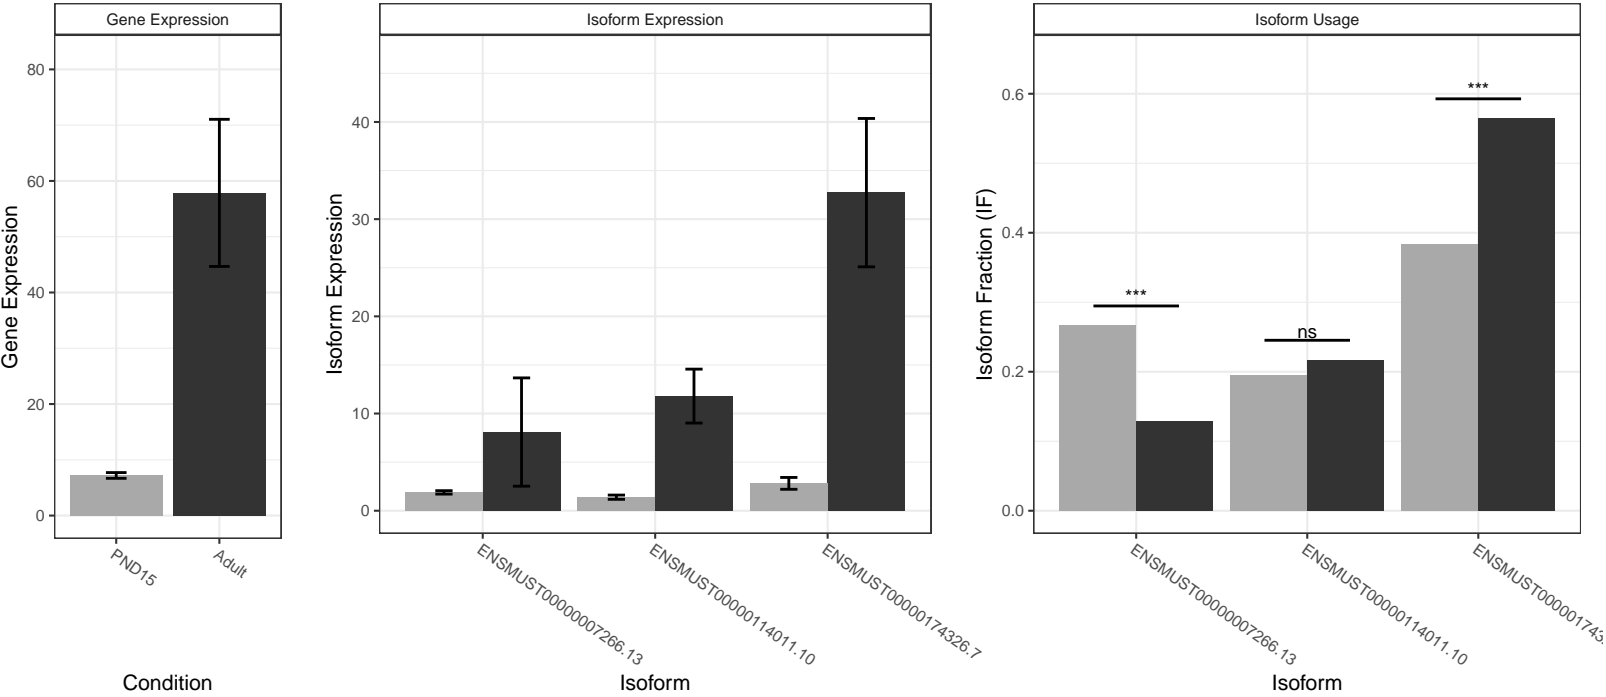 Gene Expression
Isoform Expression
Isoform Usage
Gene Expression
80
60
40
20
0
PND15
Adult
Condition
Isoform Expression
40
30
20
10
0
ENSMUST00000007266.13
ENSMUST00000114011.10
ENSMUST00000174326.7
Isoform
Isoform Fraction (IF)
0.6
0.4
0.2
0.0
***
ns
***
ENSMUST00000007266.13
ENSMUST00000114011.10
ENSMUST000001743
Isoform